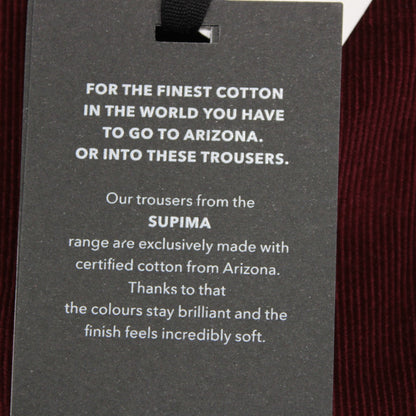 FOR THE FINEST COTTON
IN THE WORLD YOU HAVE
TO GO TO ARIZONA.
OR INTO THESE TROUSERS.
Our trousers from the
SUPIMA
range are exclusively made with
certified cotton from Arizona.
Thanks to that
the colours stay brilliant and the
finish feels incredibly soft.